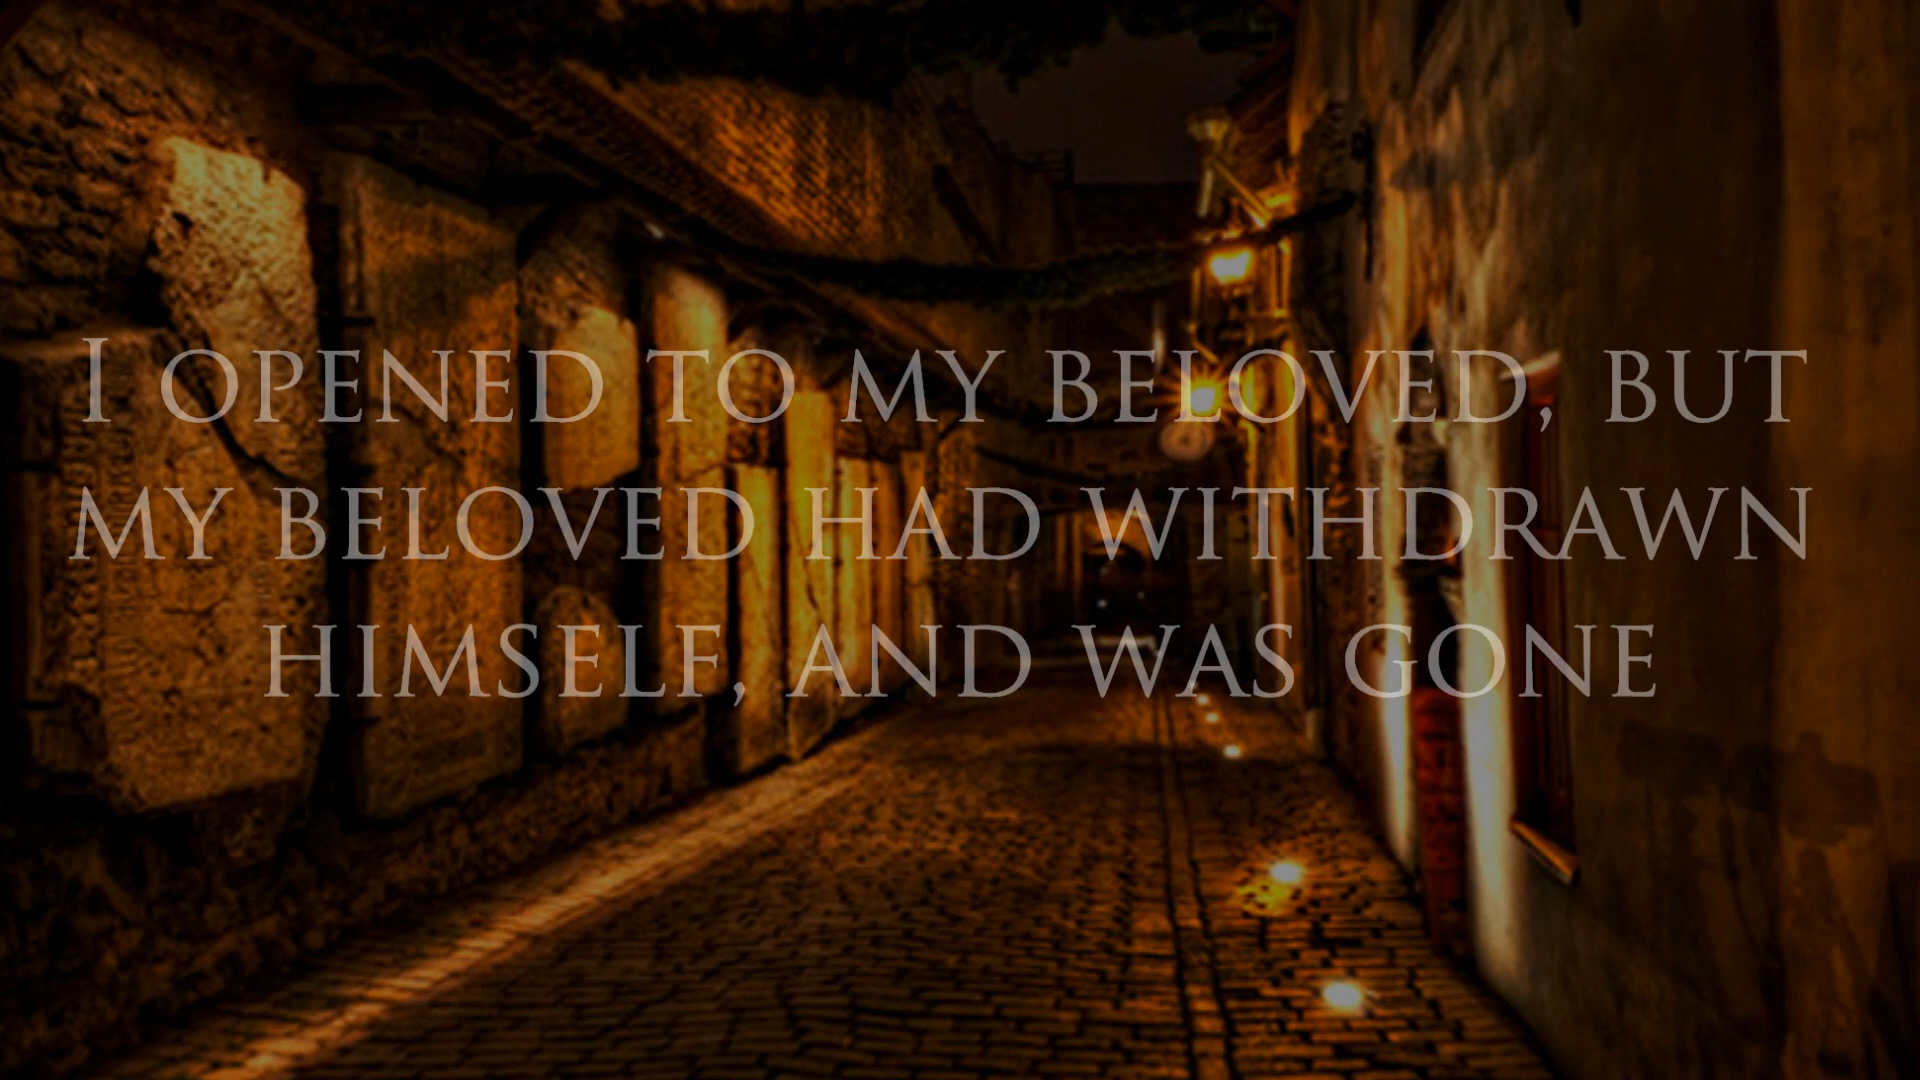 I OPENED TO MY BELOVED, BUT
MY BELOVED HAD WITHDRAWN
HIMSELF, AND WAS GONE